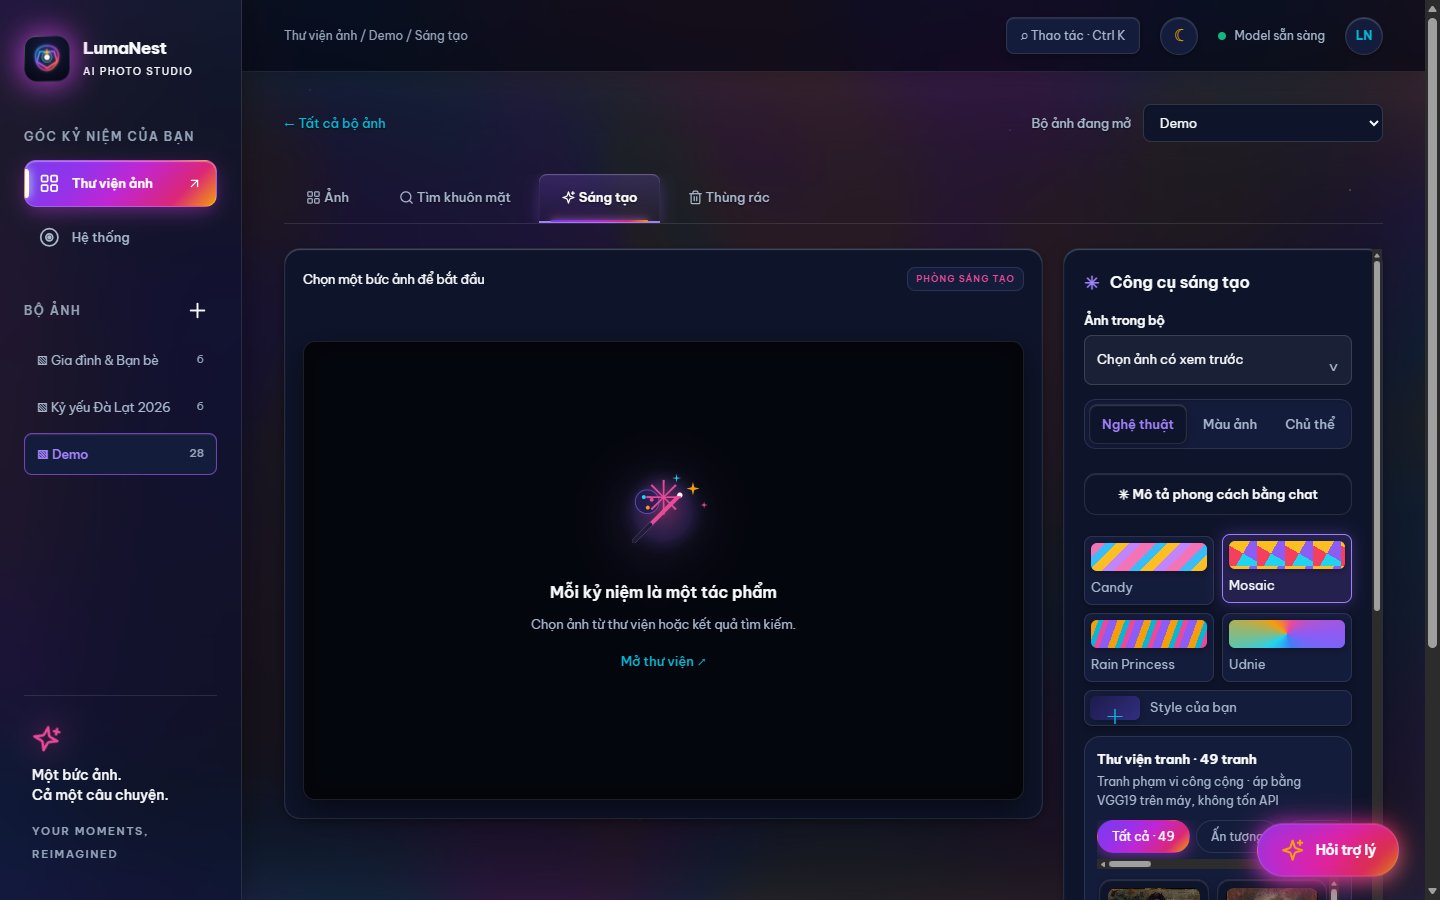 LumaNest
AI PHOTO STUDIO
GÓC KỶ NIỆM CỦA BẠN
Thư viện ảnh
Hệ thống
BỘ ẢNH
Gia đình & Bạn bè 6
Kỷ yếu Đà Lạt 2026 6
Demo 28
Một bức ảnh.
Cả một câu chuyện.
YOUR MOMENTS,
REIMAGINED
Thư viện ảnh / Demo / Sáng tạo
Thao tác · Ctrl K
Model sẵn sàng
LN
← Tất cả bộ ảnh
Bộ ảnh đang mở
Demo
Ảnh
Tìm khuôn mặt
Sáng tạo
Thùng rác
Chọn một bức ảnh để bắt đầu
PHÒNG SÁNG TẠO
Mỗi kỷ niệm là một tác phẩm
Chọn ảnh từ thư viện hoặc kết quả tìm kiếm.
Mở thư viện ↗
Công cụ sáng tạo
Ảnh trong bộ
Chọn ảnh có xem trước
Nghệ thuật
Màu ảnh
Chủ thể
Mô tả phong cách bằng chat
Candy
Mosaic
Rain Princess
Udnie
Style của bạn
Thư viện tranh · 49 tranh
Tranh phạm vi công cộng · áp bằng
VGG19 trên máy, không tốn API
Tất cả · 49
Ấn tượng
Hỏi trợ lý